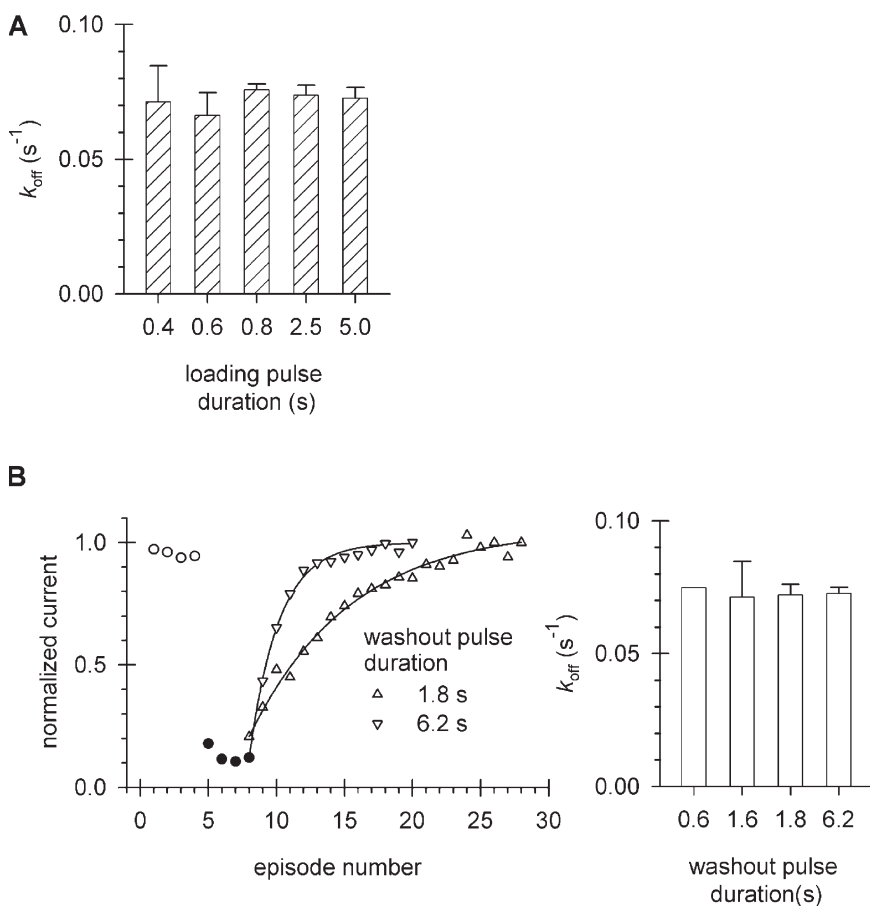 A
0.10
0.05
0.00
koff (s-1)
0.4 0.6 0.8 2.5 5.0
loading pulse
duration (s)
B
1.0
0.5
0.0
normalized current
0 5 10 15 20 25 30
episode number
washout pulse
duration
1.8 s
6.2 s
0.10
0.05
0.00
koff (s-1)
0.6 1.6 1.8 6.2
washout pulse
duration(s)